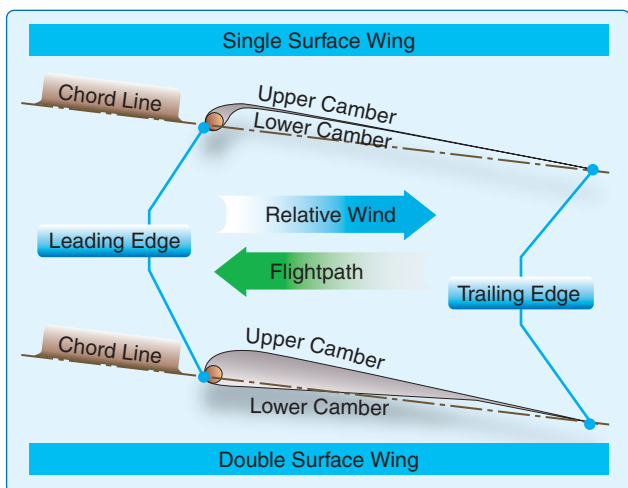 Single Surface Wing
Chord Line
Upper Camber
Lower Camber
Relative Wind
Leading Edge
Flightpath
Trailing Edge
Chord Line
Upper Camber
Lower Camber
Double Surface Wing